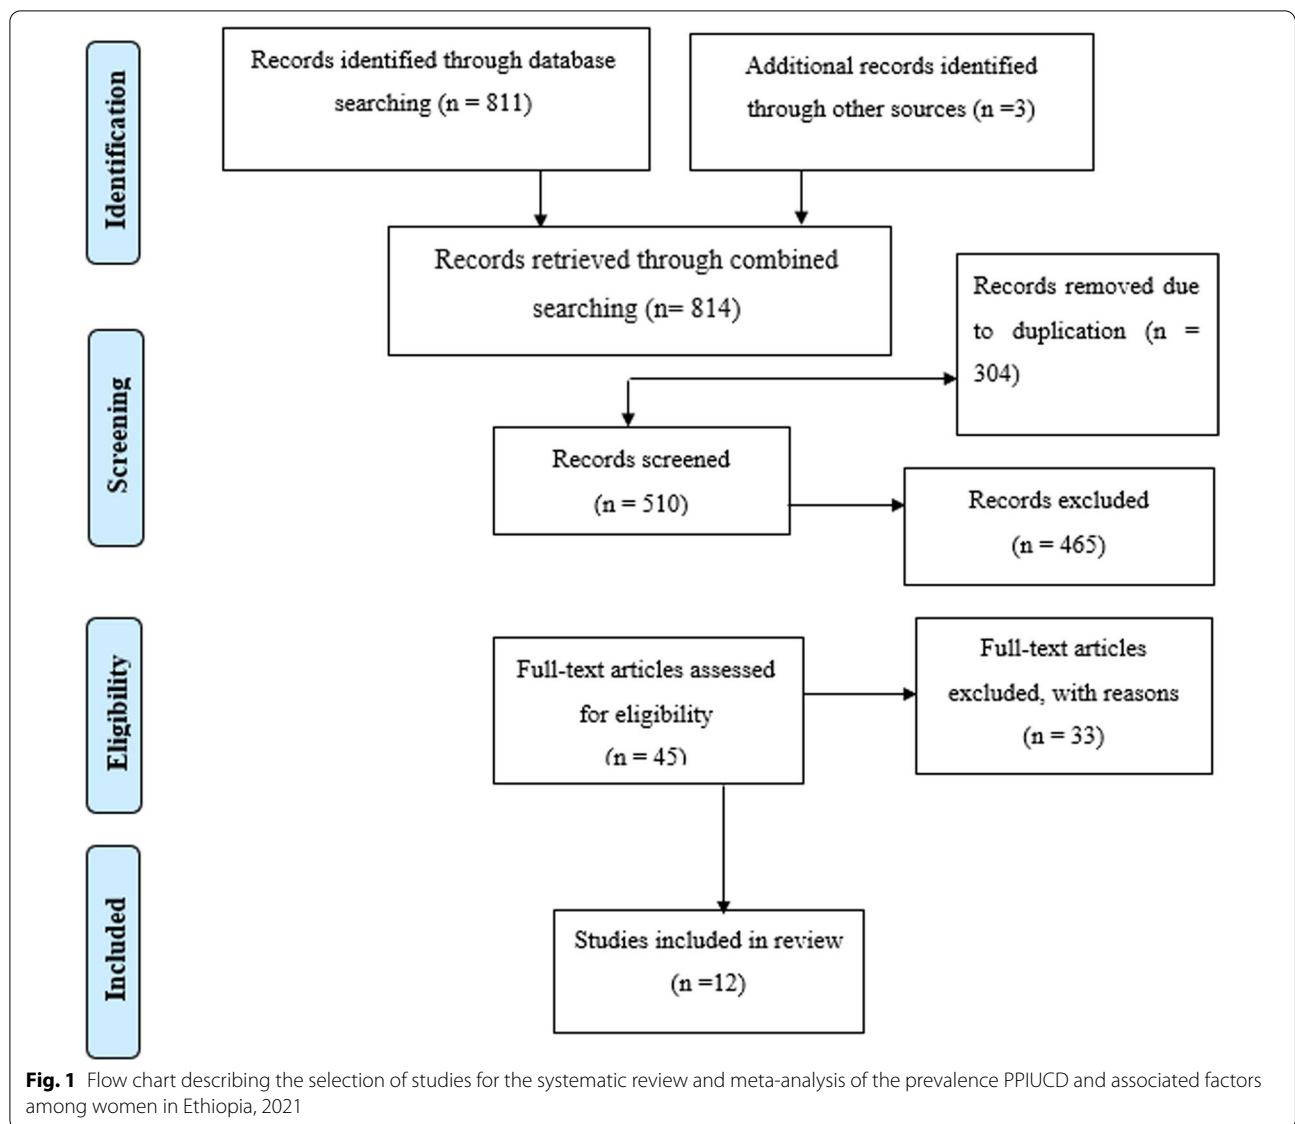 Identification
Records identified through database
searching (n = 811)
Additional records identified
through other sources (n =3)
Records retrieved through combined
searching (n= 814)
Records removed due
to duplication (n =
304)
Screening
Records screened
(n = 510)
Records excluded
(n = 465)
Eligibility
Full-text articles assessed
for eligibility
(n = 45)
Full-text articles
excluded, with reasons
(n = 33)
Included
Studies included in review
(n =12)
Fig. 1 Flow chart describing the selection of studies for the systematic review and meta-analysis of the prevalence PPIUCD and associated factors
among women in Ethiopia, 2021